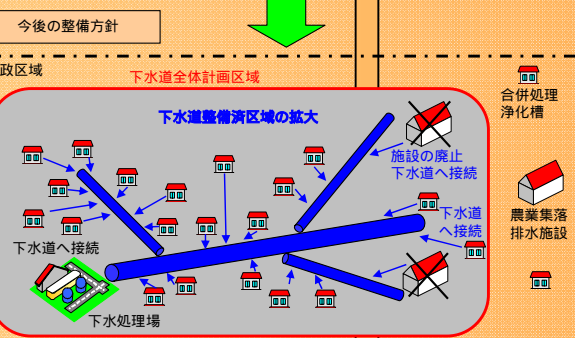 今後の整備方針
政区域
下水道全体計画区域
下水道整備済区域の拡大
合併処理
浄化槽
施設の廃止
下水道へ接続
農業集落
排水施設
下水道
へ接続
下水道へ接続
下水処理場